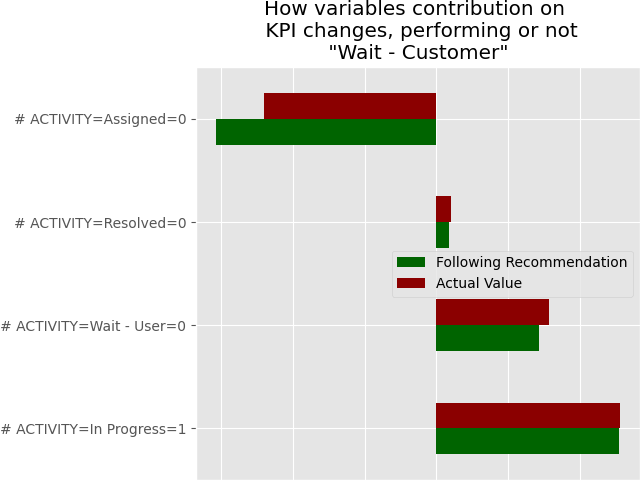 How variables contribution on
KPI changes, performing or not
"Wait - Customer"
# ACTIVITY=Assigned=0
# ACTIVITY=Resolved=0
Following Recommendation
Actual Value
# ACTIVITY=Wait - User=0
# ACTIVITY=In Progress=1